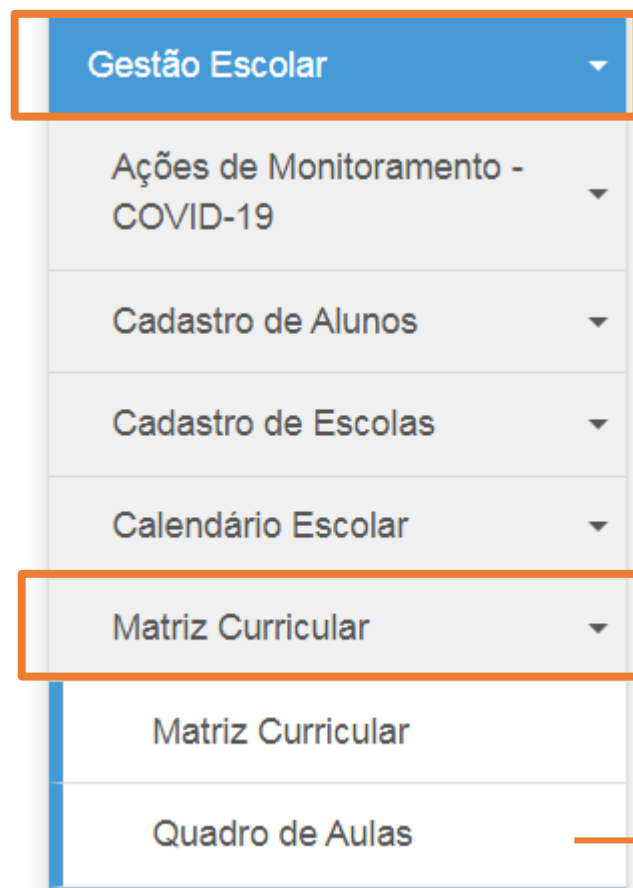 Gestão Escolar
Ações de Monitoramento -
COVID-19
Cadastro de Alunos
Cadastro de Escolas
Calendário Escolar
Matriz Curricular
Matriz Curricular
Quadro de Aulas